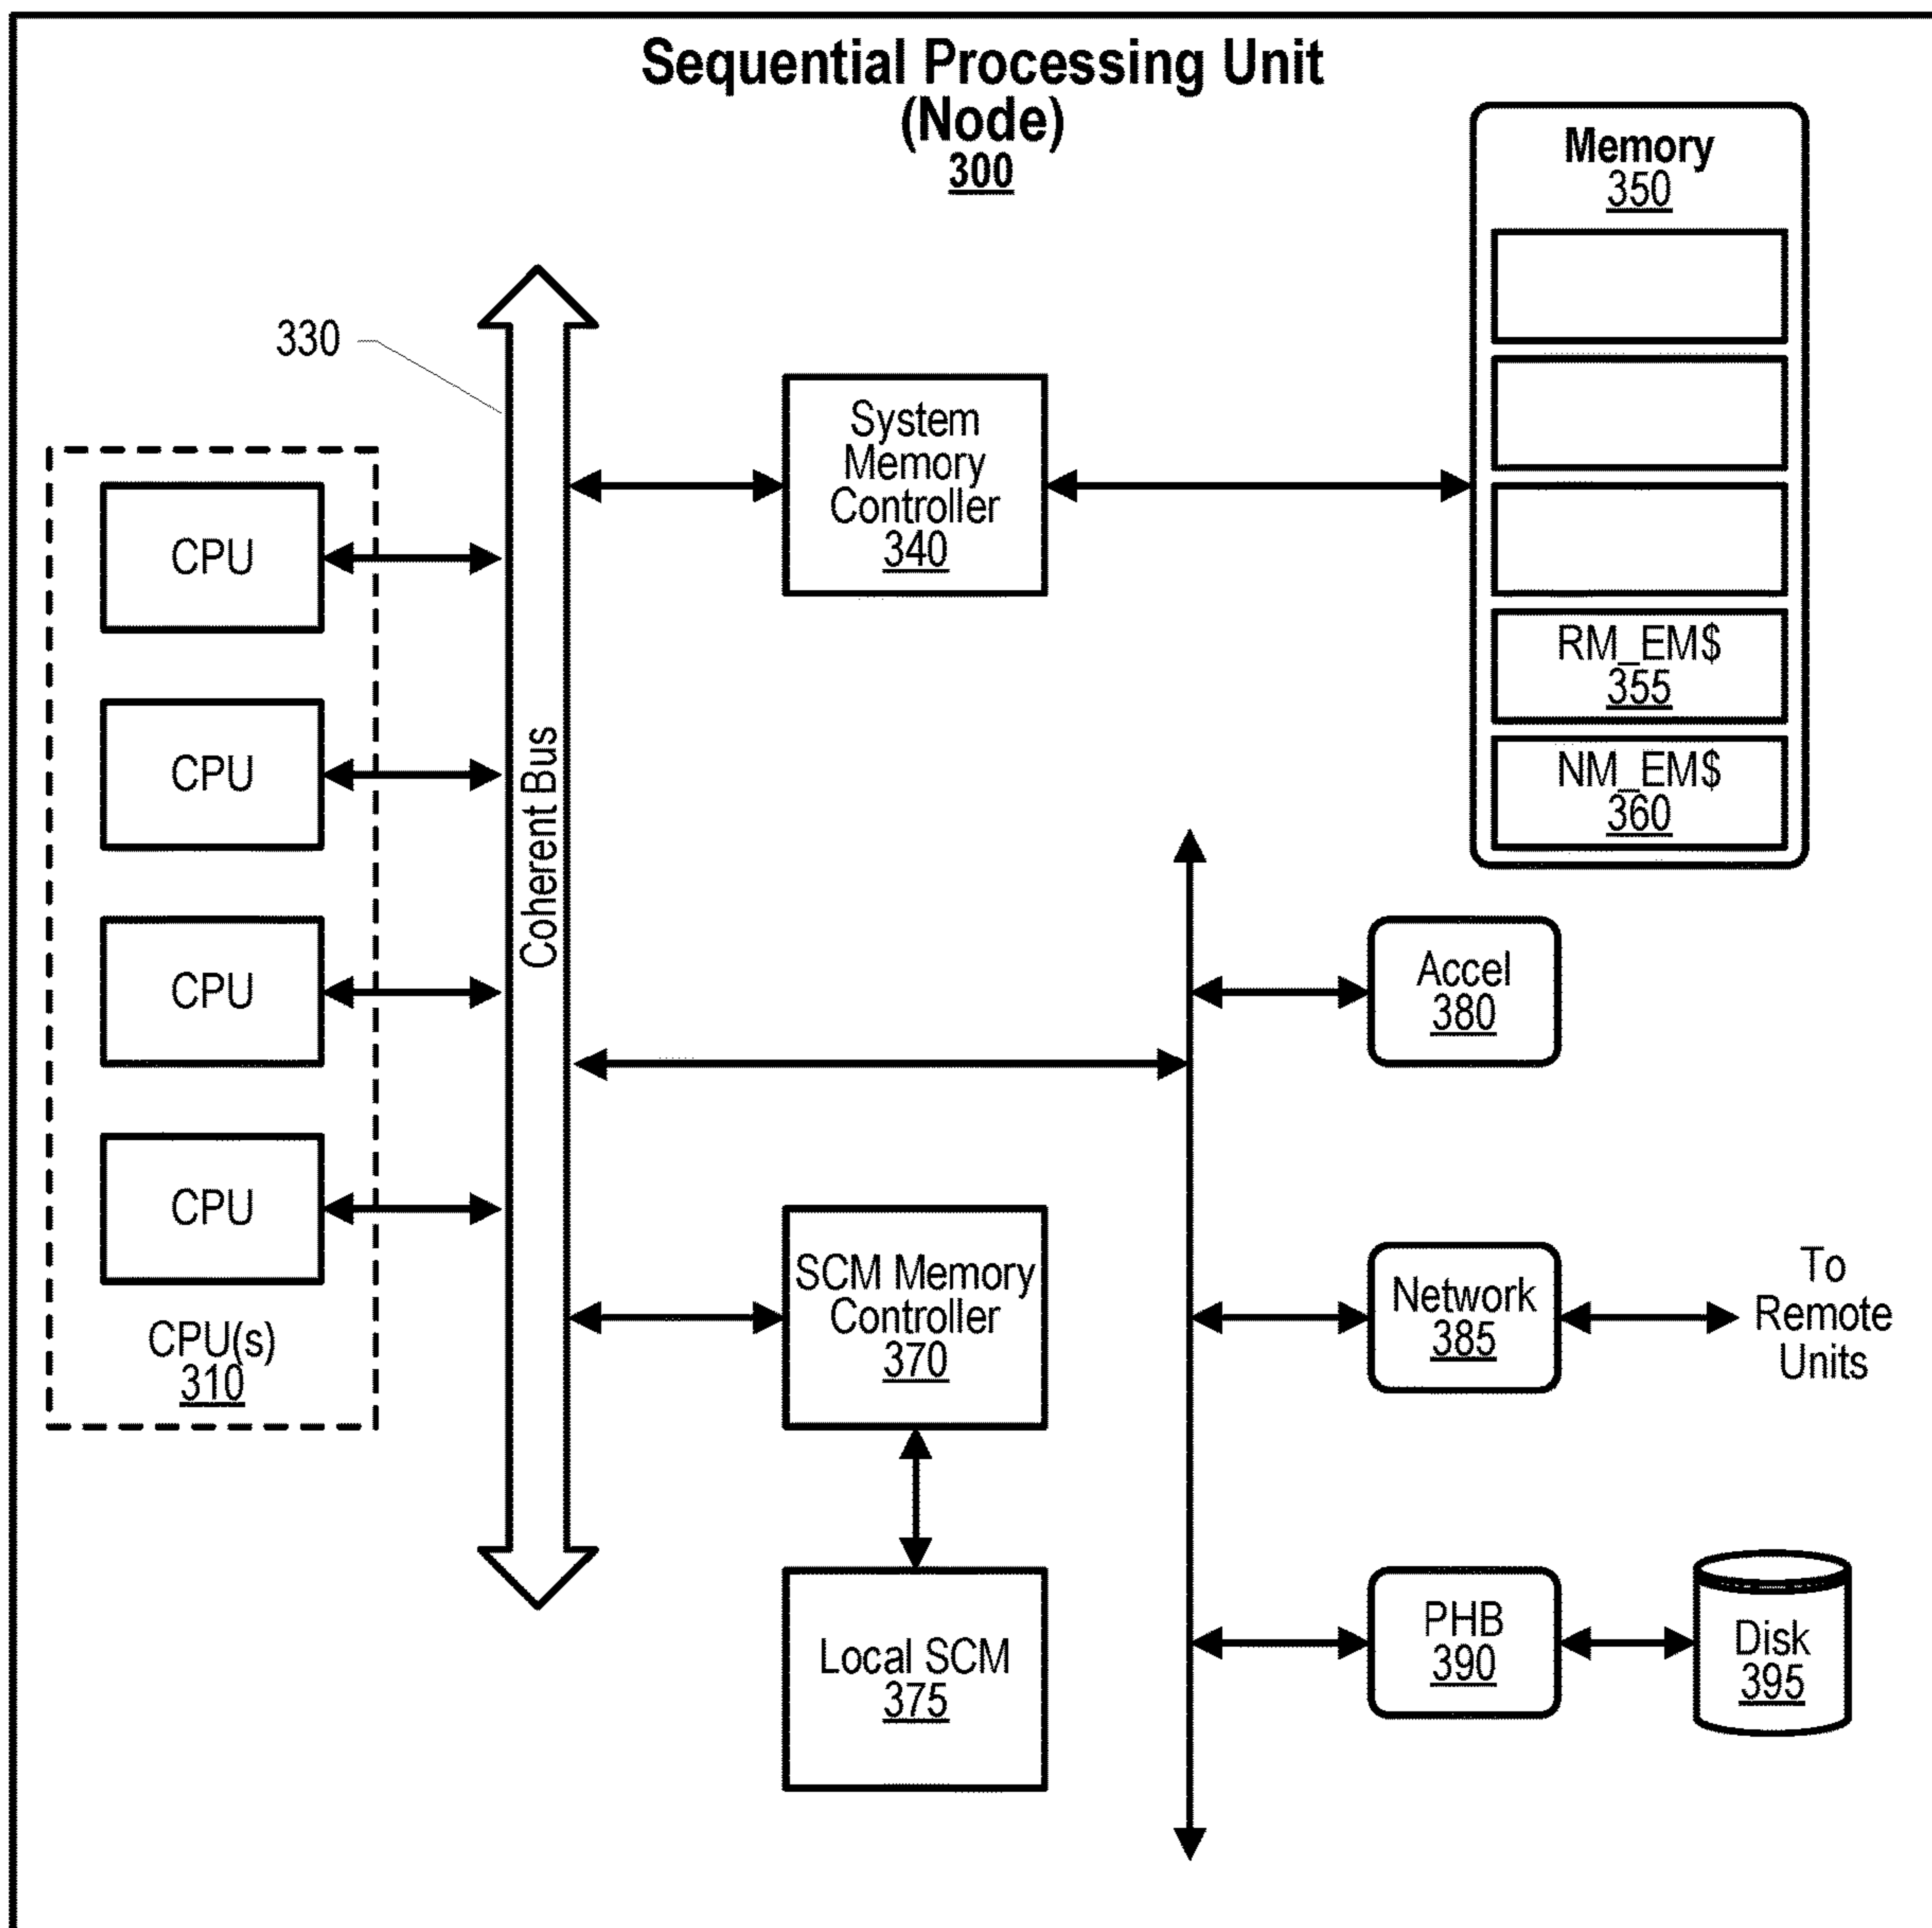 Sequential Processing Unit
(Node)
300
Memory
350
RM_EM$
355
NM_EM$
360
330
Coherent Bus
System
Memory
Controller
340
CPU
CPU
CPU
CPU
CPU(s)
310
SCM Memory
Controller
370
Local SCM
375
Accel
380
Network
385
To
Remote
Units
PHB
390
Disk
395